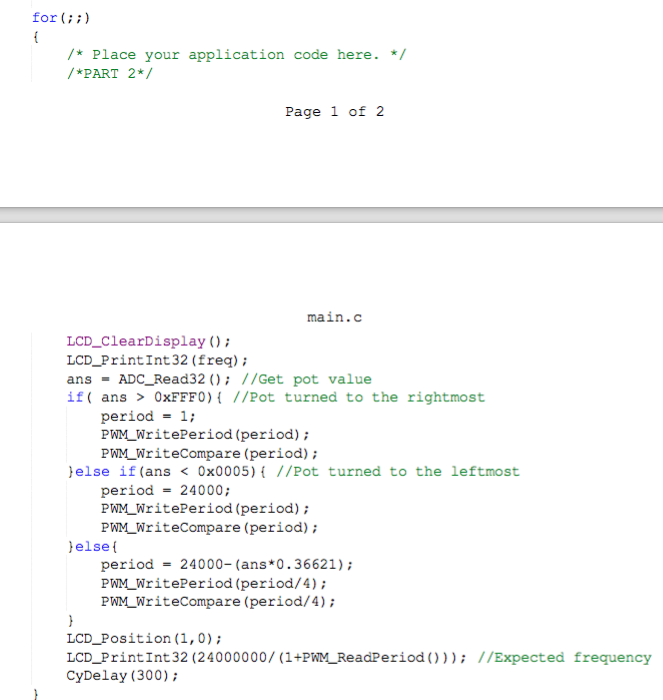 for(;;)
{
/* Place your application code here. */
/*PART 2*/
Page 1 of 2
main.c
LCD_ClearDisplay();
LCD_PrintInt32(freq);
ans = ADC_Read32(); //Get pot value
if( ans > 0xFFF0){ //Pot turned to the rightmost
period = 1;
PWM_WritePeriod(period);
PWM_WriteCompare(period);
}else if(ans < 0x0005){ //Pot turned to the leftmost
period = 24000;
PWM_WritePeriod(period);
PWM_WriteCompare(period);
}else{
period = 24000-(ans*0.36621);
PWM_WritePeriod(period/4);
PWM_WriteCompare(period/4);
}
LCD_Position(1,0);
LCD_PrintInt32(24000000/(1+PWM_ReadPeriod())); //Expected frequency
CyDelay(300);
}